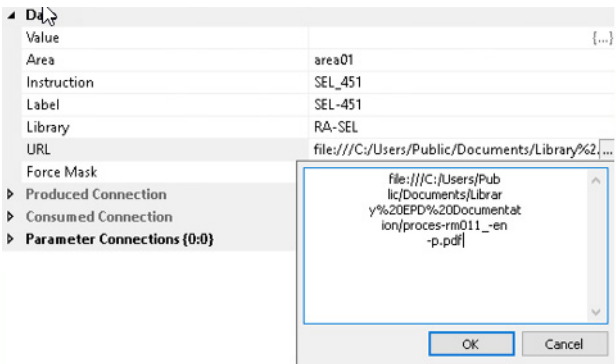 Data
Value {...}
Area area01
Instruction SEL_451
Label SEL-451
Library RA-SEL
URL file:///C:/Users/Public/Documents/Library%2. ...
Force Mask
Produced Connection
Consumed Connection
Parameter Connections {0:0}
file:///C:/Users/Pub
lic/Documents/Librar
y%20EPD%20Documentat
ion/proces-rm011_-en
-p.pdf
OK Cancel